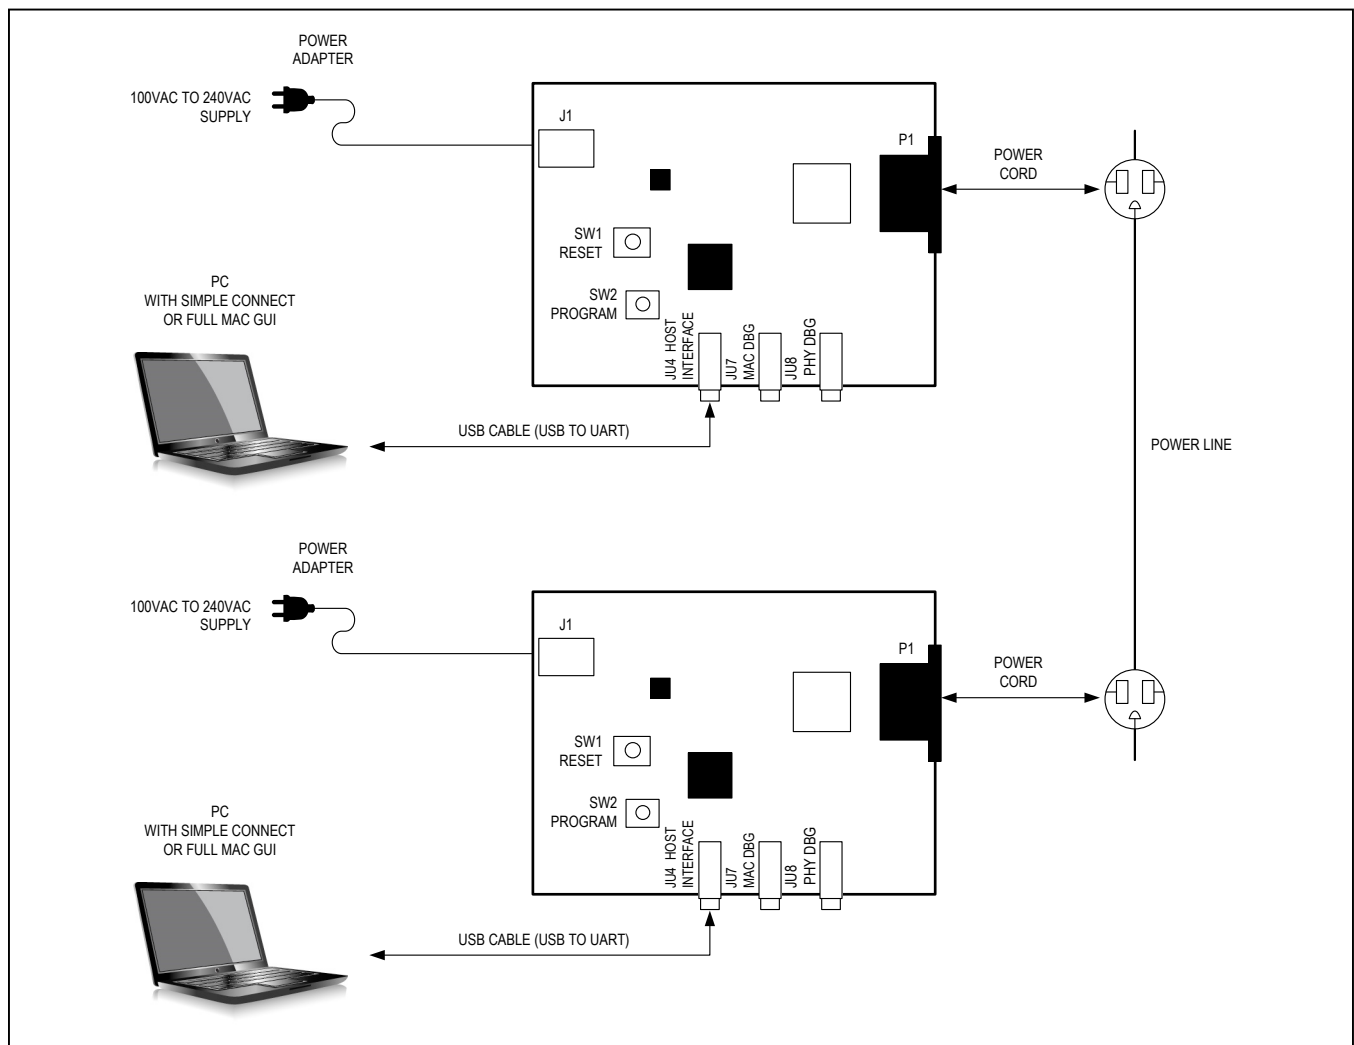 POWER
ADAPTER
100VAC TO 240VAC
SUPPLY
J1
P1
POWER
CORD
SW1
RESET
SW2
PROGRAM
PC
WITH SIMPLE CONNECT
OR FULL MAC GUI
JU4 HOST
INTERFACE
JU7
MAC DBG
JU8
PHY DBG
USB CABLE (USB TO UART)
POWER LINE
POWER
ADAPTER
100VAC TO 240VAC
SUPPLY
J1
P1
POWER
CORD
SW1
RESET
SW2
PROGRAM
PC
WITH SIMPLE CONNECT
OR FULL MAC GUI
JU4 HOST
INTERFACE
JU7
MAC DBG
JU8
PHY DBG
USB CABLE (USB TO UART)